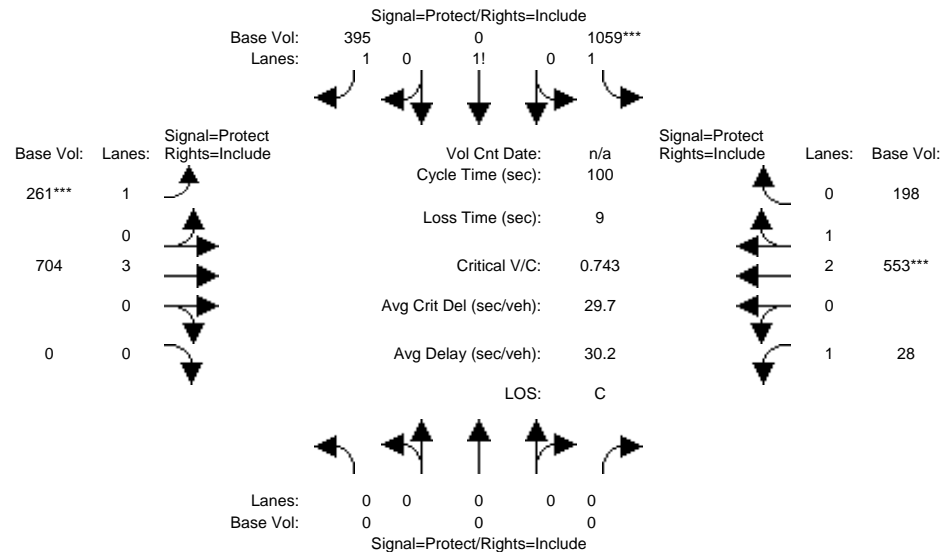 Signal=Protect/Rights=Include
Base Vol: 395 0 1059***
Lanes: 1 0 1! 0 1
Signal=Protect
Base Vol: Lanes: Rights=Include
Vol Cnt Date: n/a
Signal=Protect
Rights=Include Lanes: Base Vol:
Cycle Time (sec): 100
261*** 1
0 198
Loss Time (sec): 9
0
1
704 3
Critical V/C: 0.743
2 553***
0
Avg Crit Del (sec/veh): 29.7
0
0 0
Avg Delay (sec/veh): 30.2
1 28
LOS: C
Lanes: 0 0 0 0 0
Base Vol: 0 0 0
Signal=Protect/Rights=Include